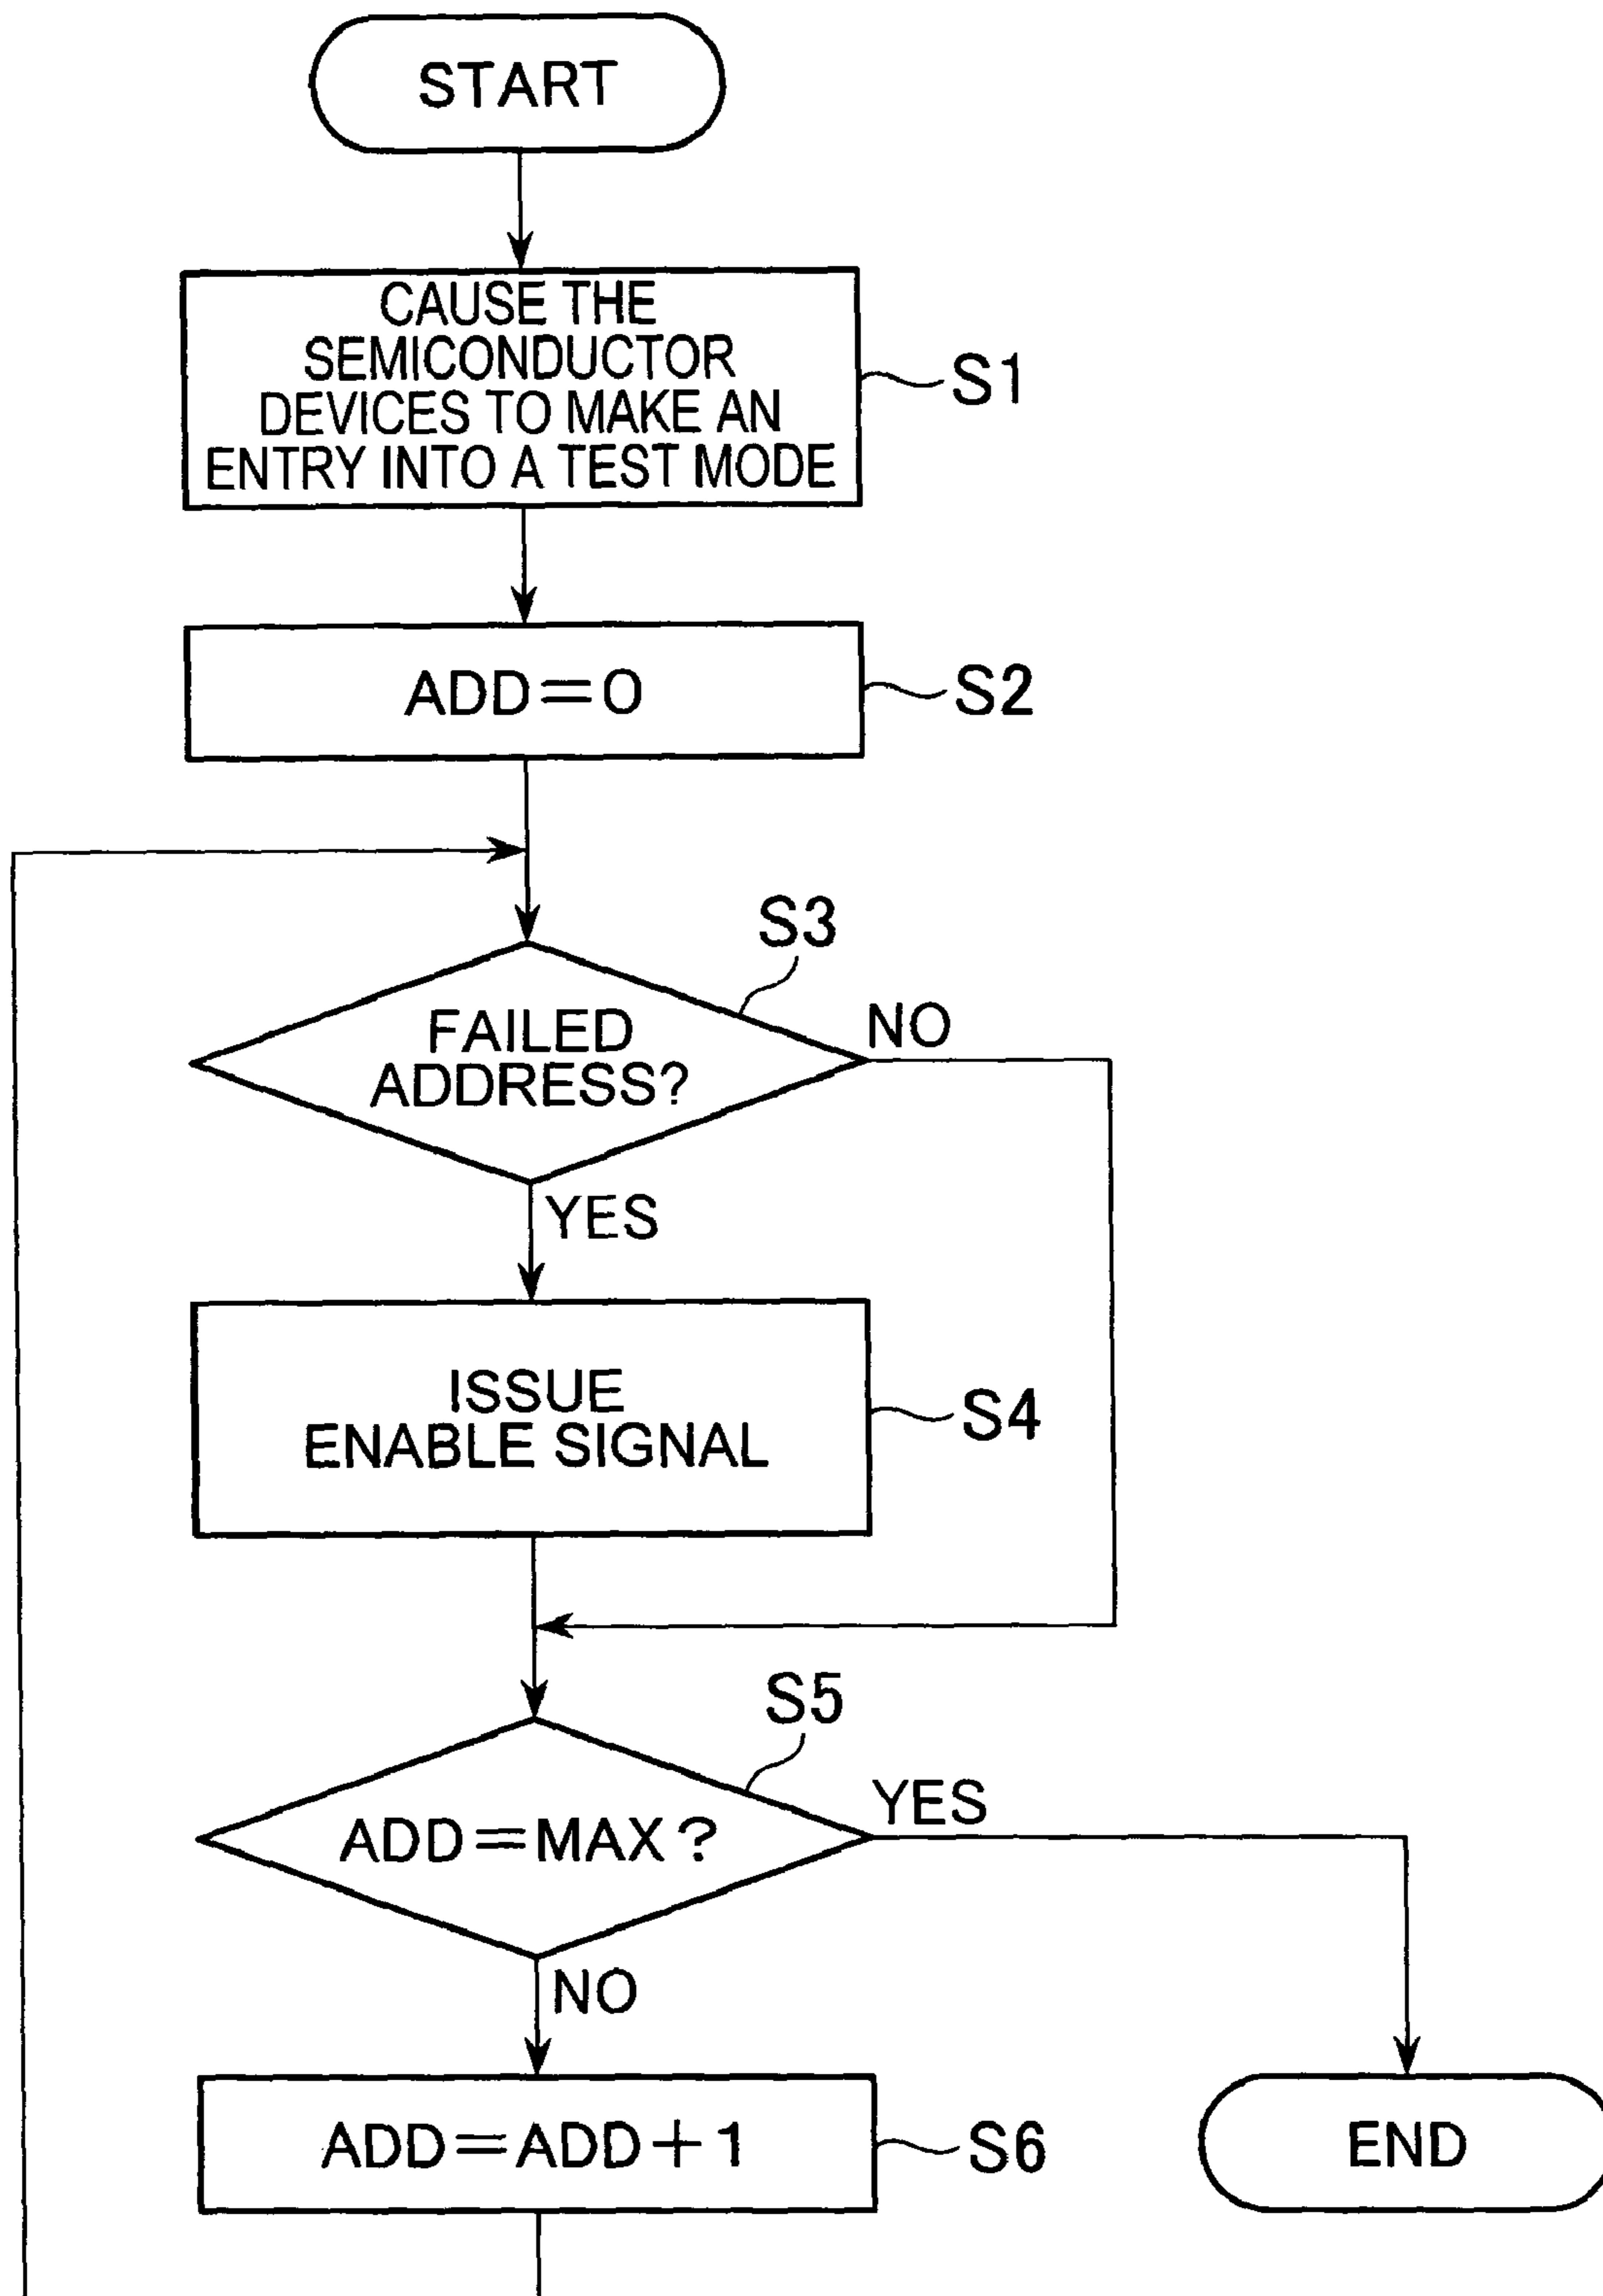 START
CAUSE THE
SEMICONDUCTOR
DEVICES TO MAKE AN
ENTRY INTO A TEST MODE
S1
ADD=0
S2
S3
FAILED
ADDRESS?
NO
YES
ISSUE
ENABLE SIGNAL
S4
S5
ADD=MAX?
YES
NO
ADD=ADD+1
S6
END